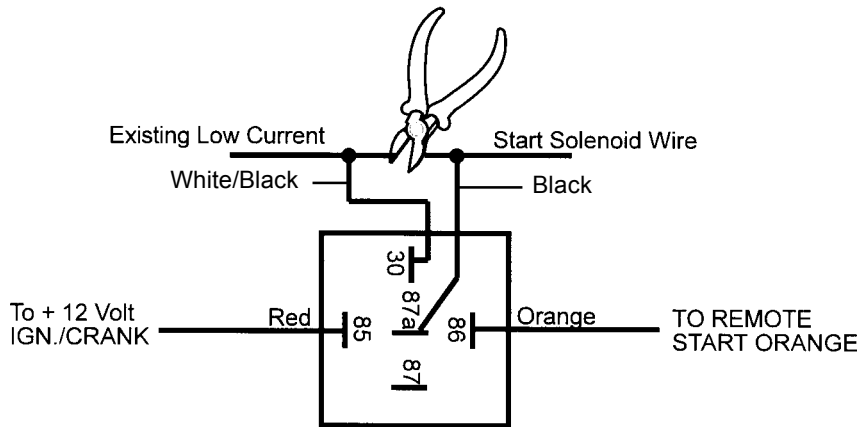 Existing Low Current
Start Solenoid Wire
White/Black
Black
30
87a
To + 12 Volt
IGN./CRANK
Red
85
86
Orange
TO REMOTE
START ORANGE
87